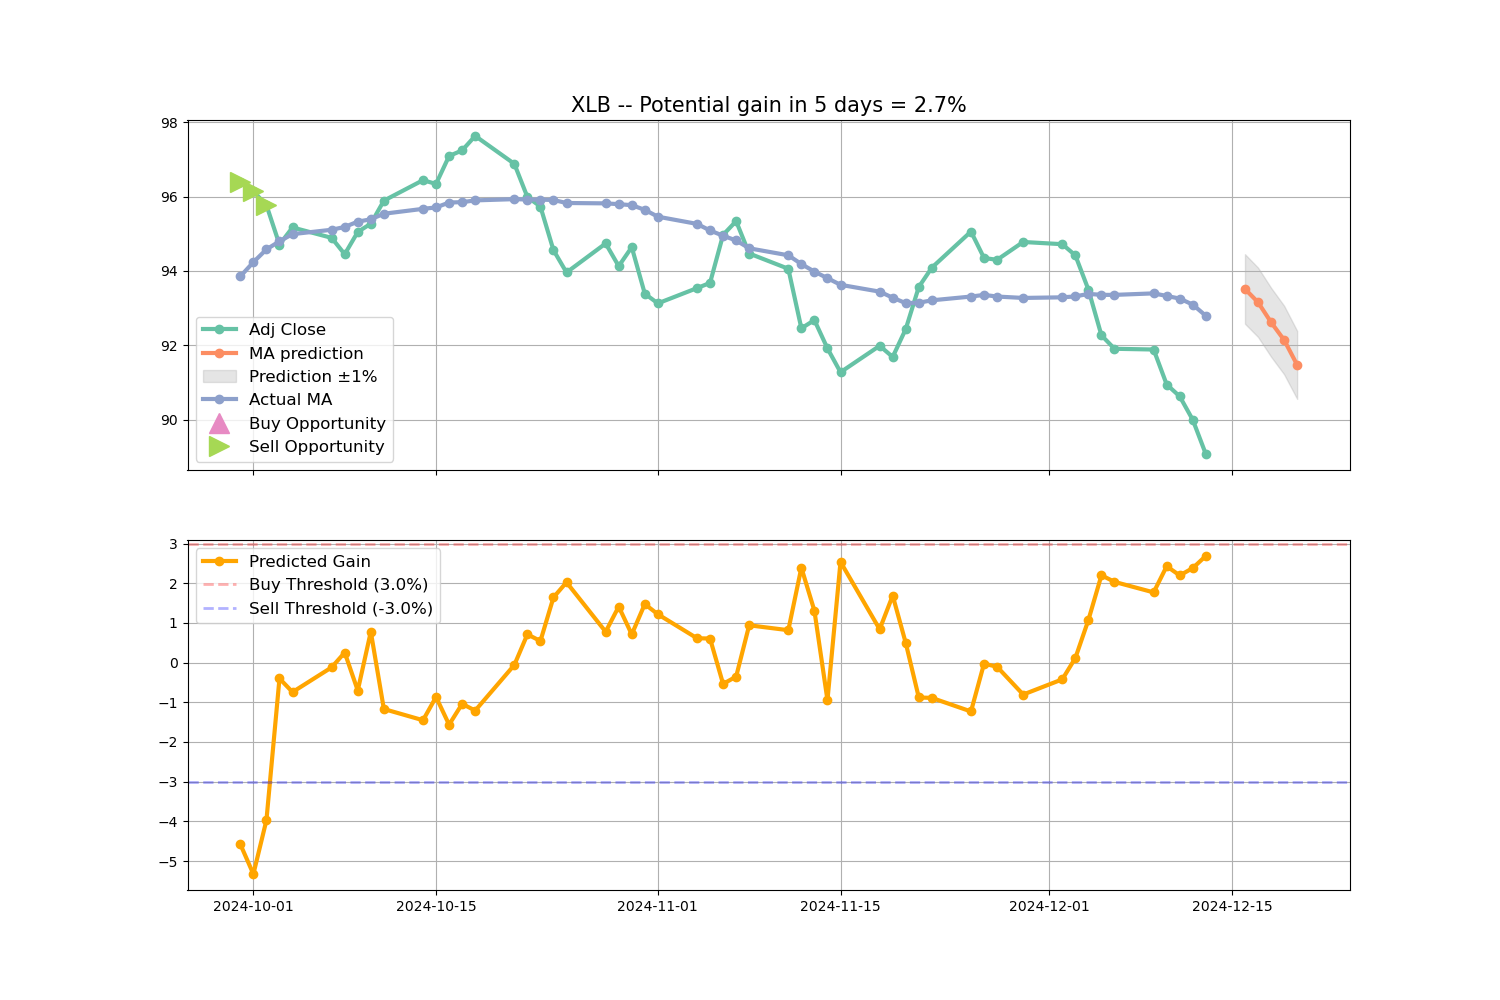 XLB -- Potential gain in 5 days = 2.7%
98
96
94
92
90
Adj Close
MA prediction
Prediction ±1%
Actual MA
Buy Opportunity
Sell Opportunity
3
2
1
0
−1
−2
−3
−4
−5
Predicted Gain
Buy Threshold (3.0%)
Sell Threshold (-3.0%)
2024-10-01 2024-10-15 2024-11-01 2024-11-15 2024-12-01 2024-12-15